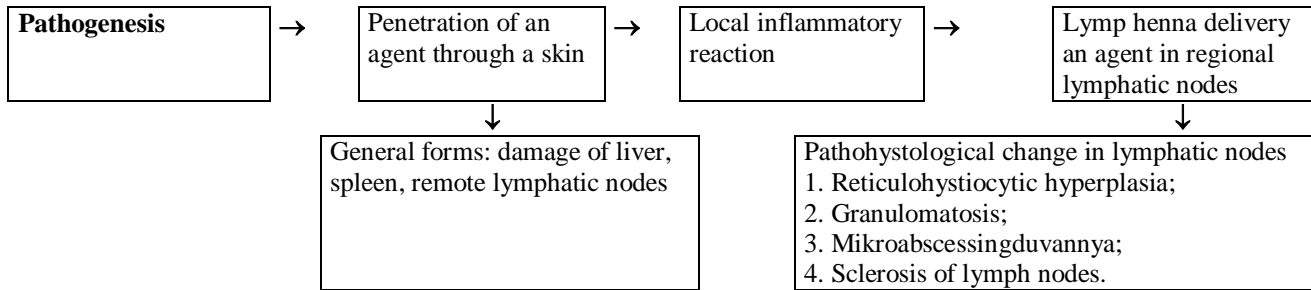 Pathogenesis
→
Penetration of an
agent through a skin
→
Local inflammatory
reaction
→
Lymp henna delivery
an agent in regional
lymphatic nodes
↓
↓
General forms: damage of liver,
spleen, remote lymphatic nodes
Pathohystological change in lymphatic nodes
1. Reticulohystiocytic hyperplasia;
2. Granulomatosis;
3. Mikroabscessingduvannya;
4. Sclerosis of lymph nodes.